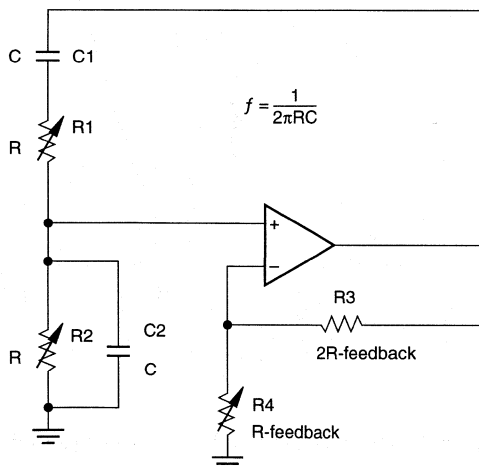 C C1
R R1
f = 1/2πRC
+
−
R3
2R-feedback
R R2
C2
C
R4
R-feedback